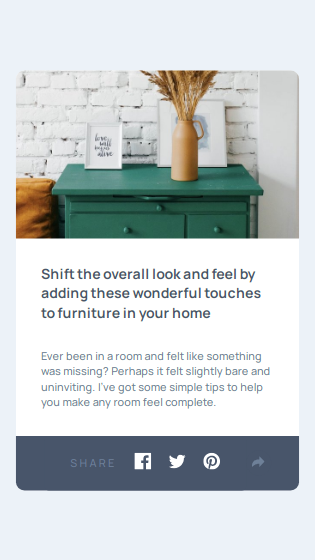 Shift the overall look and feel by
adding these wonderful touches
to furniture in your home
Ever been in a room and felt like something
was missing? Perhaps it felt slightly bare and
uninviting. I’ve got some simple tips to help
you make any room feel complete.
SHARE